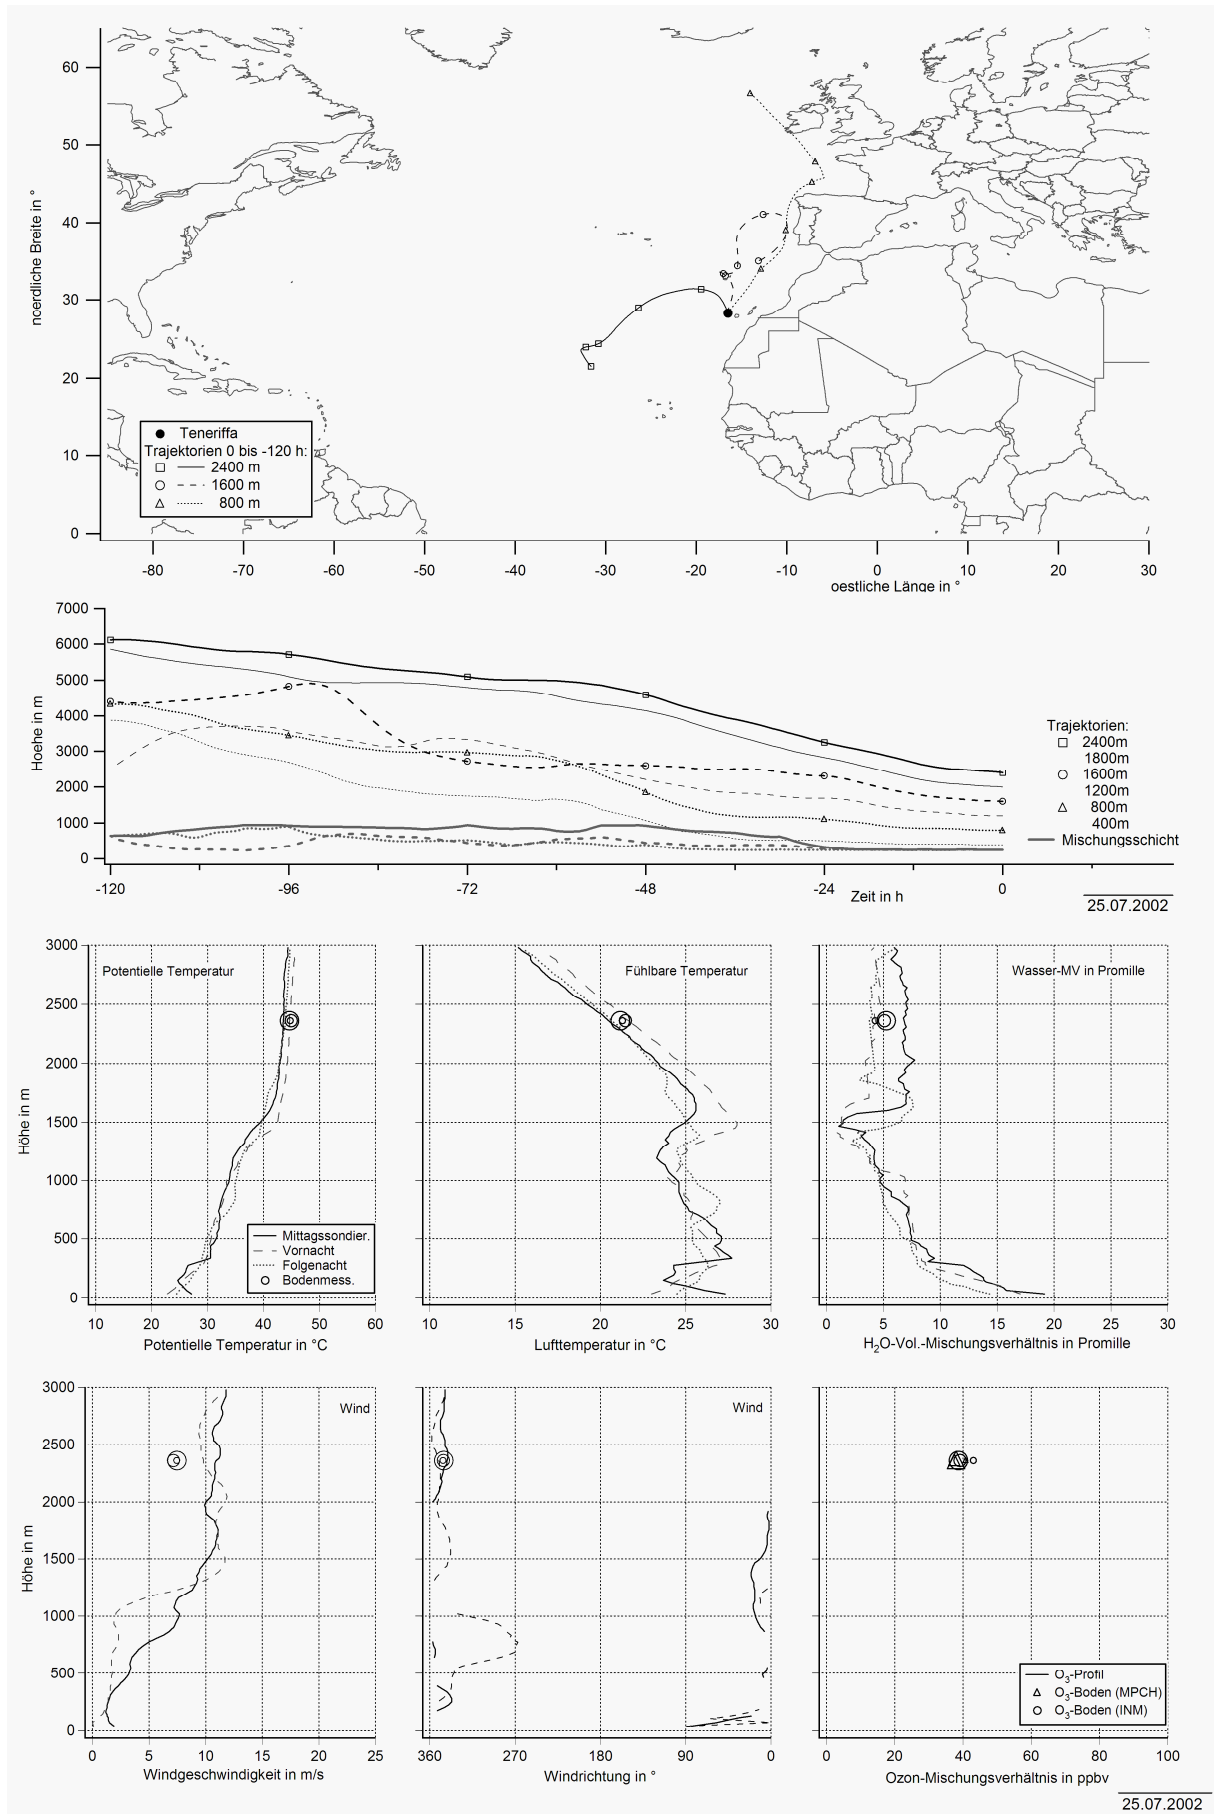 60
50
40
30
20
10
0
noerdliche Breite in °
Teneriffa
Trajektorien 0 bis -120 h:
2400 m
1600 m
800 m
-80 -70 -60 -50 -40 -30 -20 -10 0 10 20 30
oestliche Länge in °
7000
6000
5000
4000
3000
2000
1000
0
Hoehe in m
Trajektorien:
2400m
1800m
1600m
1200m
800m
400m
Mischungsschicht
-120 -96 -72 -48 -24 0
Zeit in h
25.07.2002
3000
2500
2000
1500
1000
500
0
Höhe in m
Potentielle Temperatur
Mittagssondier.
Vornacht
Folgenacht
Bodenmess.
10 20 30 40 50 60
Potentielle Temperatur in °C
Fühlbare Temperatur
10 15 20 25 30
Lufttemperatur in °C
Wasser-MV in Promille
0 5 10 15 20 25 30
H2O-Vol.-Mischungsverhältnis in Promille
3000
2500
2000
1500
1000
500
0
Höhe in m
Wind
0 5 10 15 20 25
Windgeschwindigkeit in m/s
Wind
360 270 180 90 0
Windrichtung in °
O3-Profil
O3-Boden (MPCH)
O3-Boden (INM)
0 20 40 60 80 100
Ozon-Mischungsverhältnis in ppbv
25.07.2002